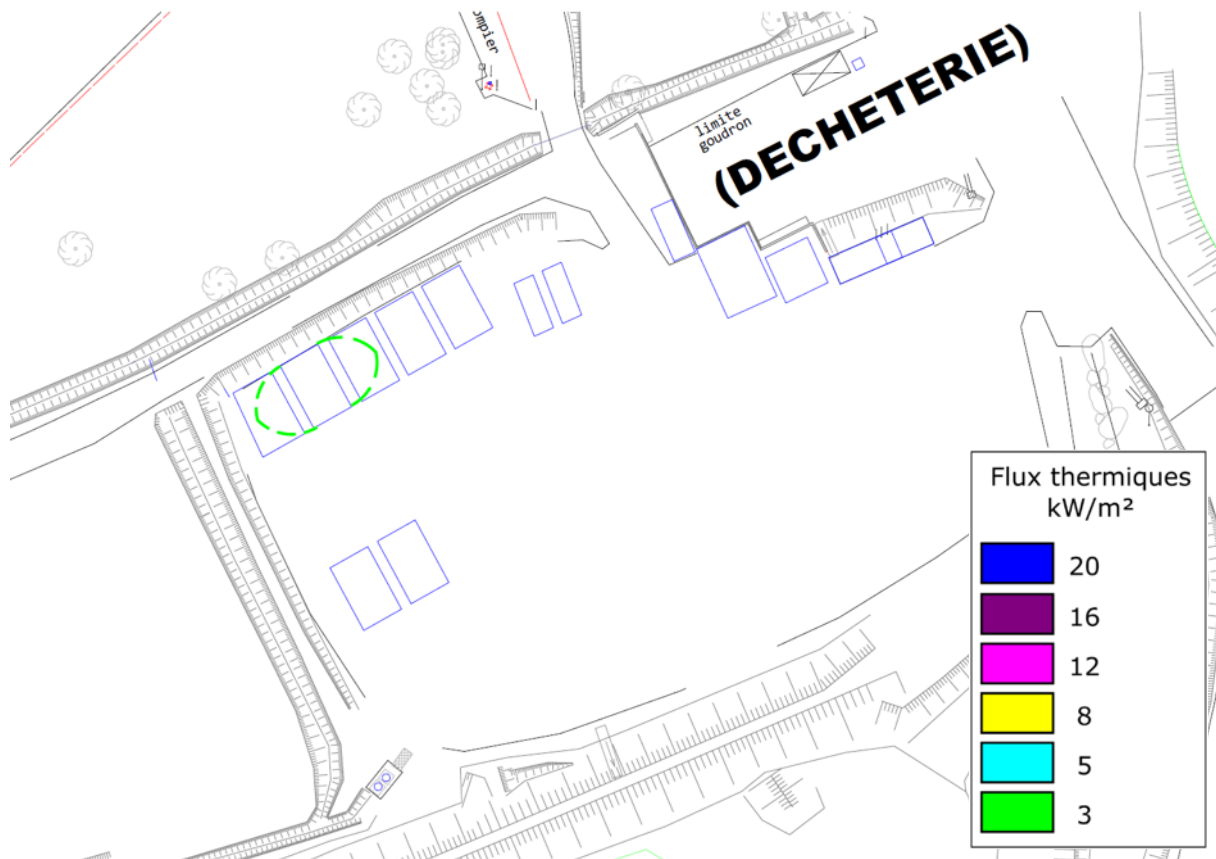 ompier
limite
goudron
(DECHETERIE)
Flux thermiques
kW/m²
20
16
12
8
5
3